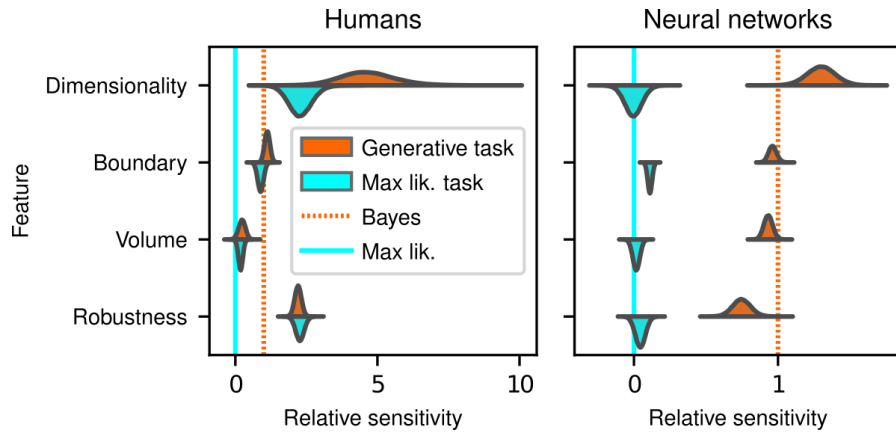 Humans
Neural networks
Feature
Dimensionality
Boundary
Volume
Robustness
Generative task
Max lik. task
Bayes
Max lik.
0
5
10
Relative sensitivity
0
1
Relative sensitivity